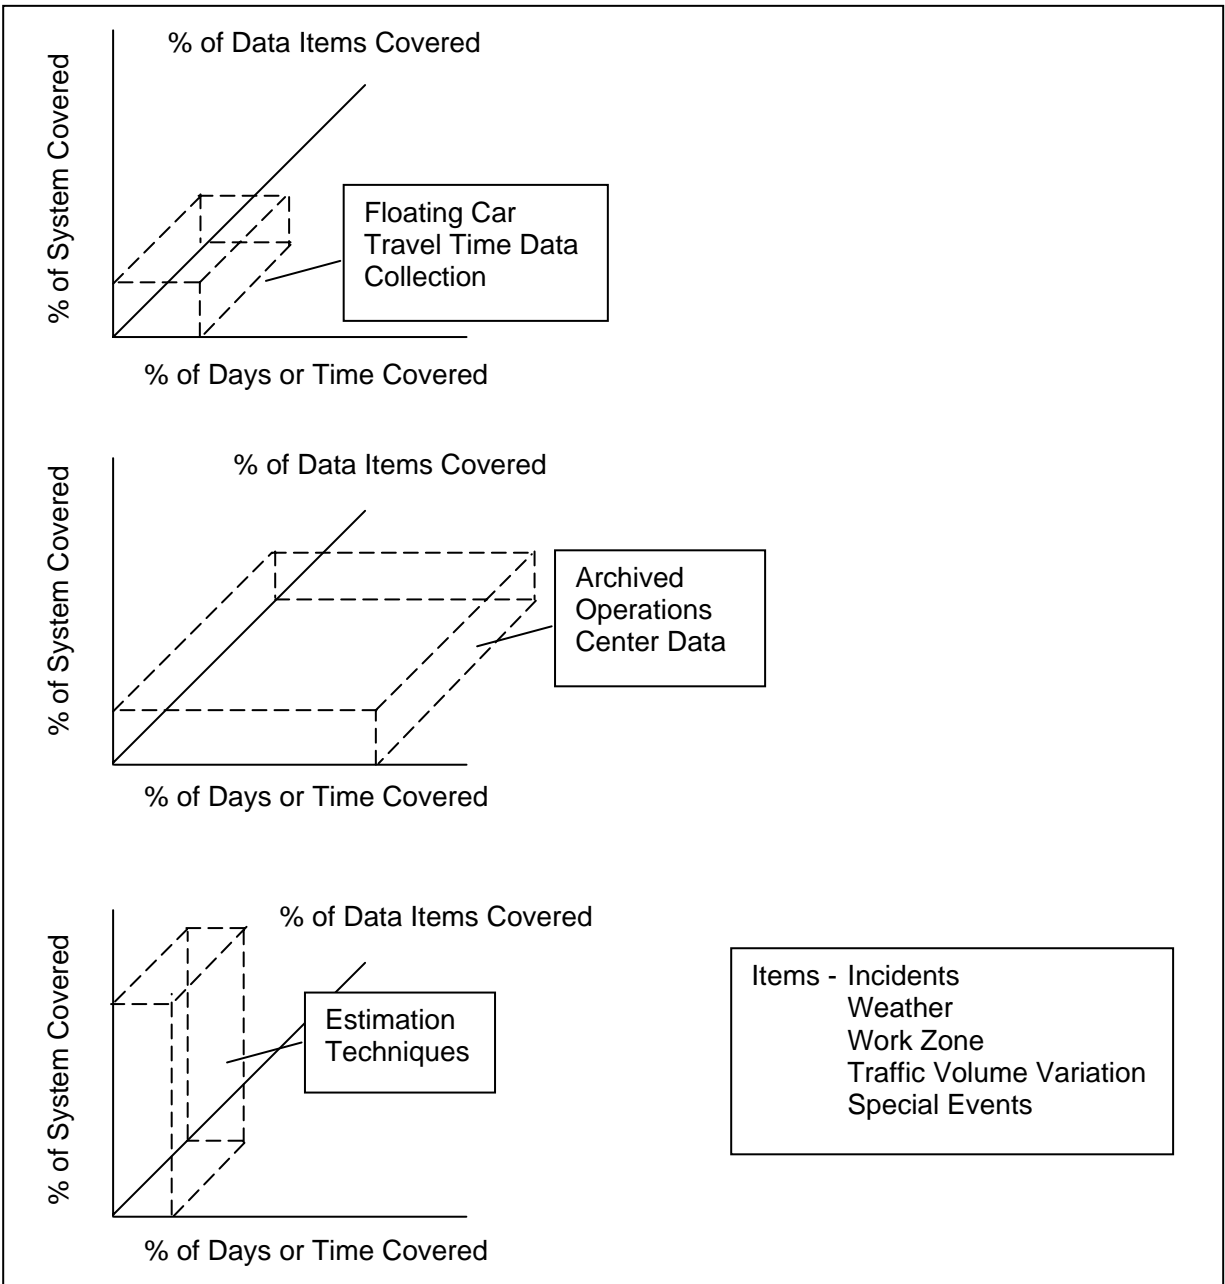 % of Data Items Covered
% of System Covered
Floating Car
Travel Time Data
Collection
% of Days or Time Covered
% of Data Items Covered
% of System Covered
Archived
Operations
Center Data
% of Days or Time Covered
% of Data Items Covered
% of System Covered
Estimation
Techniques
Items - Incidents
Weather
Work Zone
Traffic Volume Variation
Special Events
% of Days or Time Covered